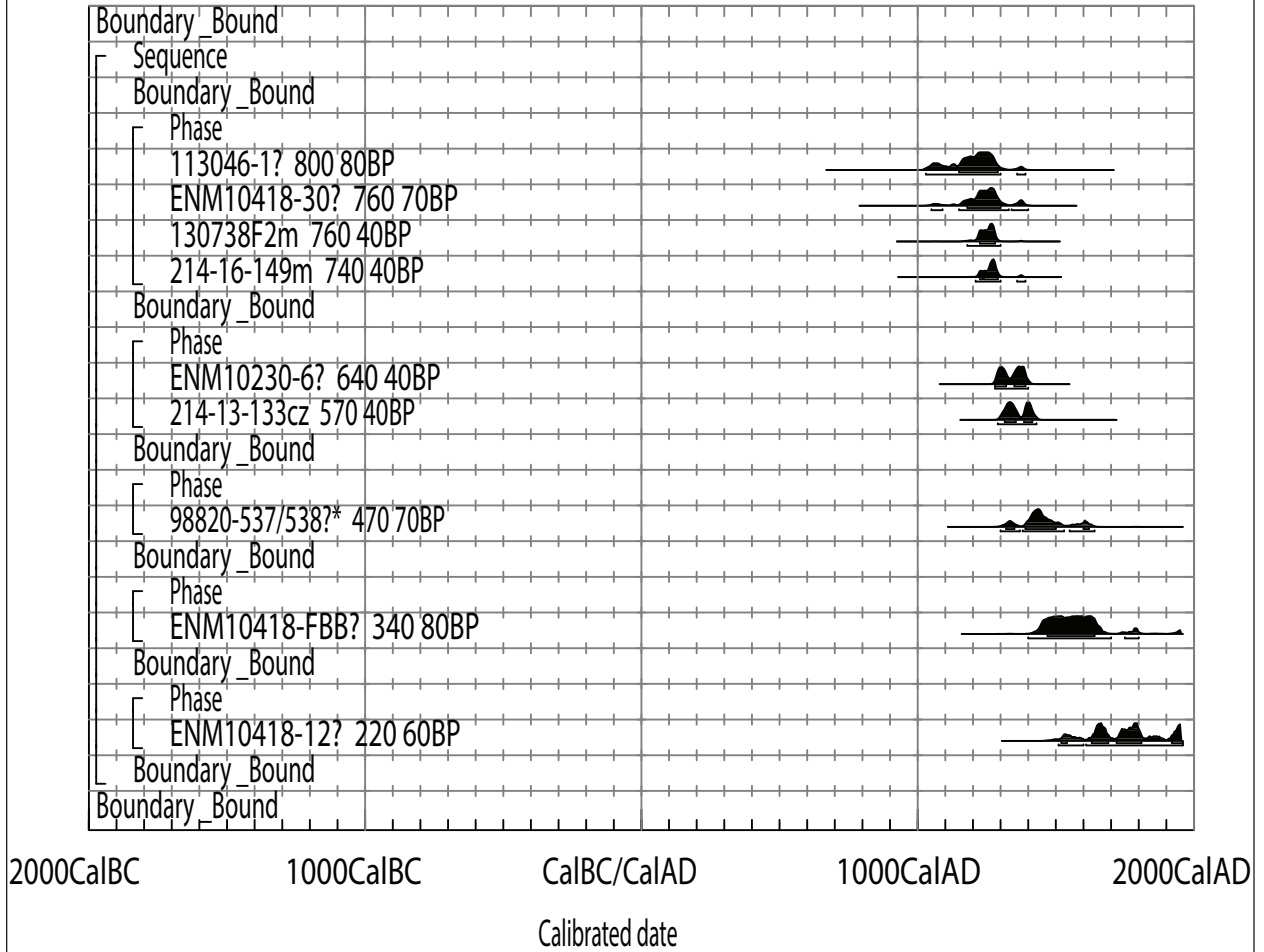 Boundary _Bound
Sequence
Boundary _Bound
Phase
113046-1? 800 80BP
ENM10418-30? 760 70BP
130738F2m 760 40BP
214-16-149m 740 40BP
Boundary _Bound
Phase
ENM10230-6? 640 40BP
214-13-133cz 570 40BP
Boundary _Bound
Phase
98820-537/538?* 470 70BP
Boundary _Bound
Phase
ENM10418-FBB? 340 80BP
Boundary _Bound
Phase
ENM10418-12? 220 60BP
Boundary _Bound
Boundary _Bound
2000CalBC 1000CalBC CalBC/CalAD 1000CalAD 2000CalAD
Calibrated date